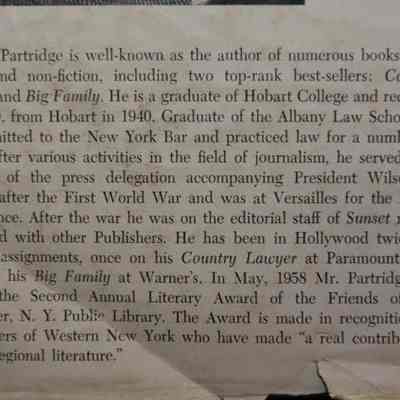 Partridge is well-known as the author of numerous books
nd non-fiction, including two top-rank best-sellers; Co
and Big Family. He is a graduate of Hobart College and rec
, from Hobart in 1940. Graduate of the Albany Law Scho
itted to the New York Bar and practiced law for a numb
fter various activities in the field of journalism, he served
of the press delegation accompanying President Wils
after the First World War and was at Versailles for the
nce. After the war he was on the editorial staff of Sunset
d with other Publishers. He has been in Hollywood twic
assignments, once on his Country Lawyer at Paramount
his Big Family at Warner's. In May, 1958 Mr. Partridg
the Second Annual Literary Award of the Friends of
er, N. Y. Public Library. The Award is made in recogniti
ers of Western New York who have made "a real contrib
egional literature."